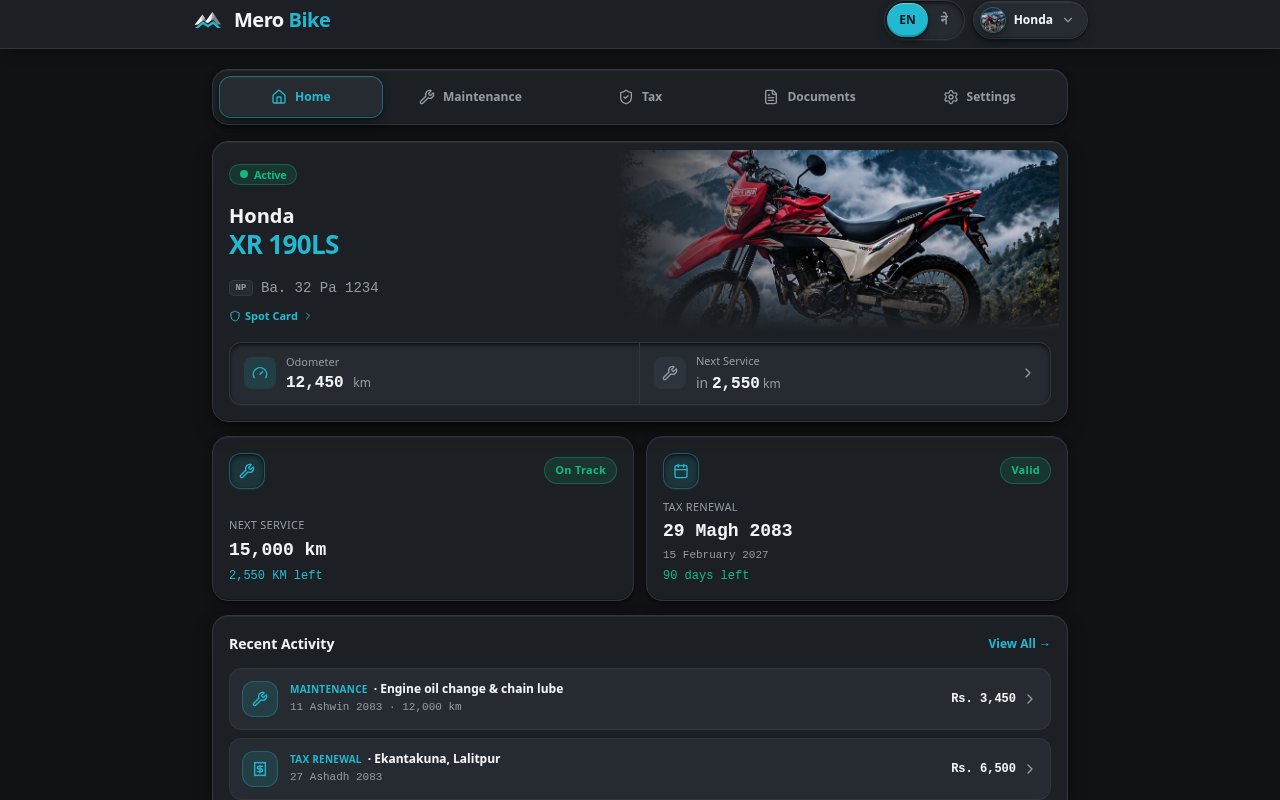 Mero Bike
EN
ने
Honda
Home
Maintenance
Tax
Documents
Settings
Active
Honda
XR 190LS
NP Ba. 32 Pa 1234
Spot Card
HONDA
Odometer
12,450 km
Next Service
in 2,550 km
On Track
NEXT SERVICE
15,000 km
2,550 KM left
Valid
TAX RENEWAL
29 Magh 2083
15 February 2027
90 days left
Recent Activity
View All →
MAINTENANCE · Engine oil change & chain lube
11 Ashwin 2083 · 12,000 km
Rs. 3,450
TAX RENEWAL · Ekantakuna, Lalitpur
27 Ashadh 2083
Rs. 6,500